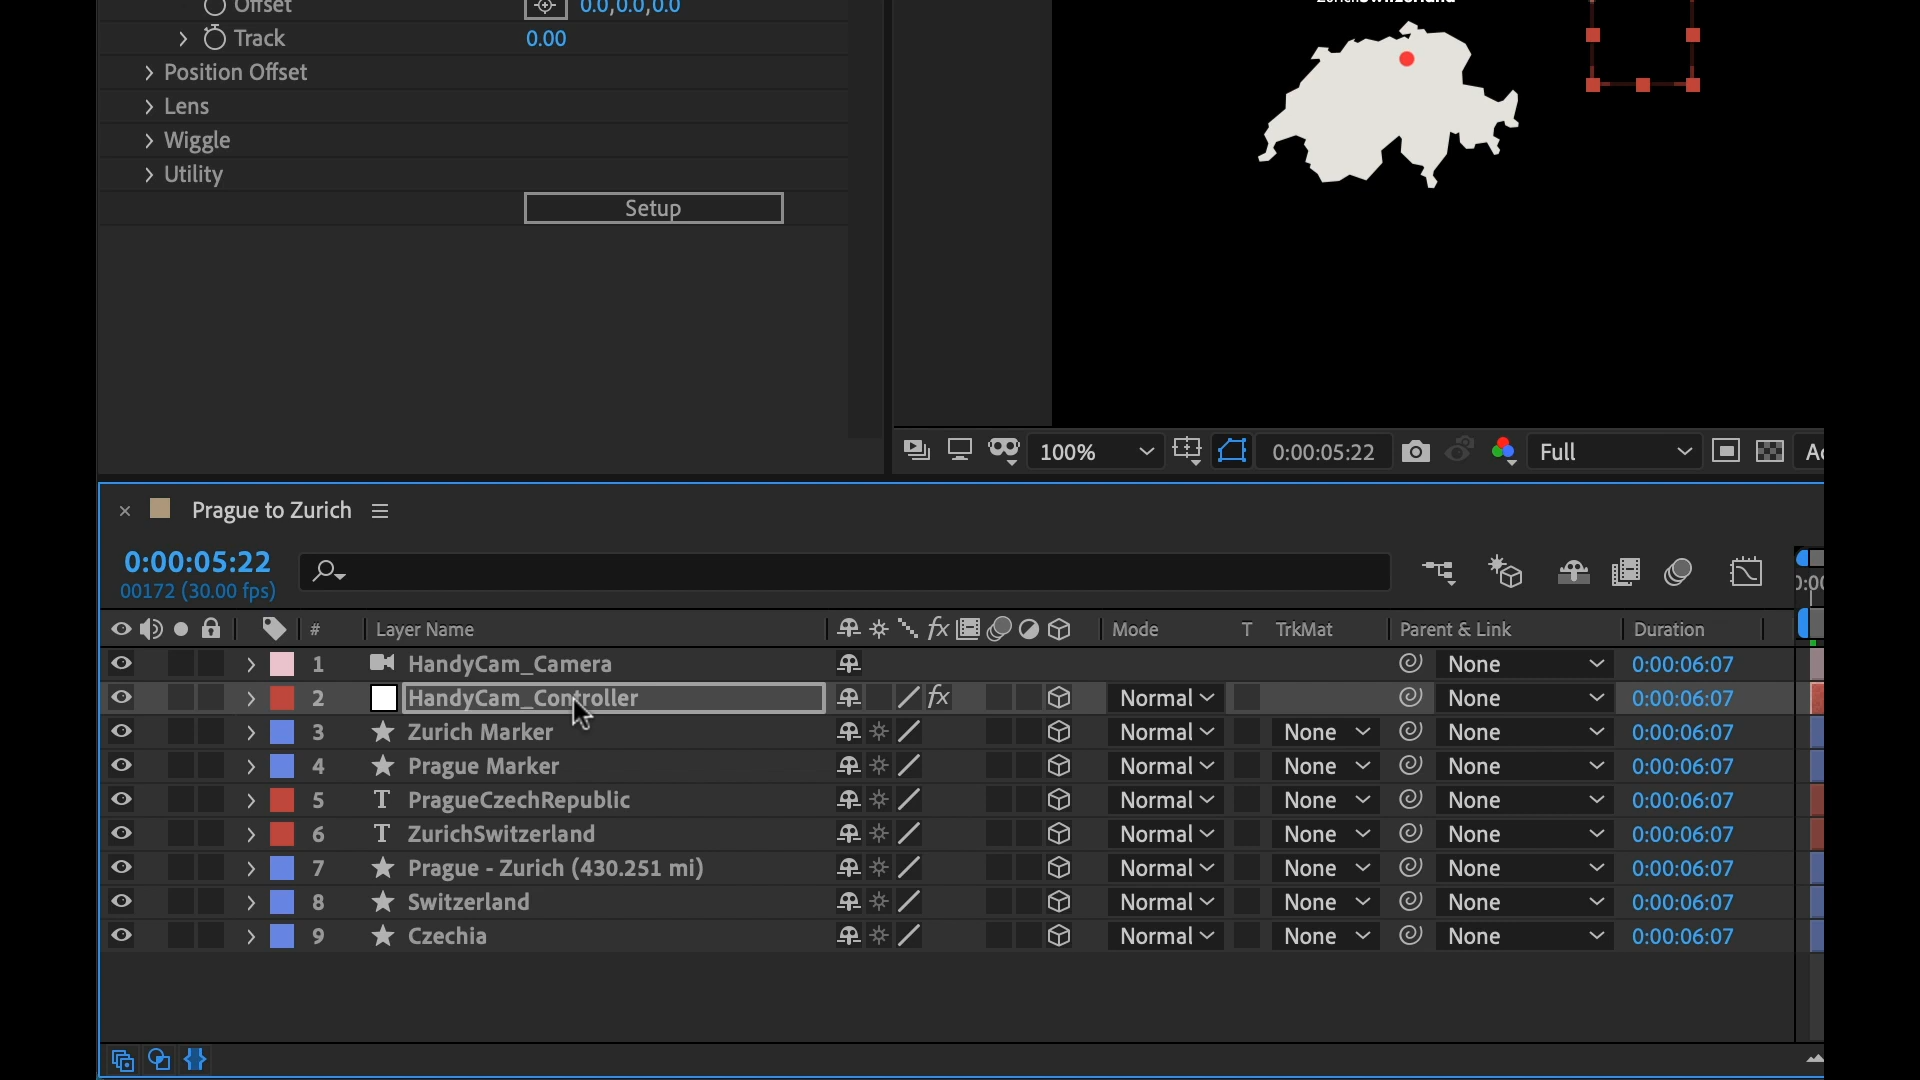 Offset 0.0,0.0,0.0
Track 0.00
Position Offset
Lens
Wiggle
Utility
Setup
ZurichSwitzerland
100% 0:00:05:22 Full
Prague to Zurich
0:00:05:22
00172 (30.00 fps)
# Layer Name Mode T TrkMat Parent & Link Duration
1 HandyCam_Camera None 0:00:06:07
2 HandyCam_Controller fx Normal None 0:00:06:07
3 Zurich Marker Normal None None 0:00:06:07
4 Prague Marker Normal None None 0:00:06:07
5 T PragueCzechRepublic Normal None None 0:00:06:07
6 T ZurichSwitzerland Normal None None 0:00:06:07
7 Prague - Zurich (430.251 mi) Normal None None 0:00:06:07
8 Switzerland Normal None None 0:00:06:07
9 Czechia Normal None None 0:00:06:07